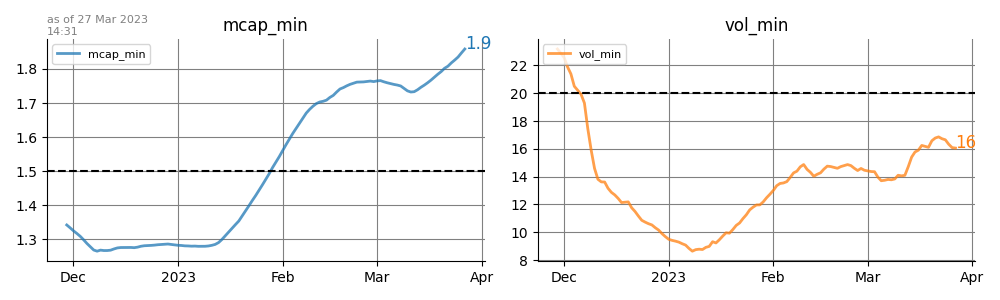 as of 27 Mar 2023
14:31
mcap_min
mcap_min
1.9
1.8
1.7
1.6
1.5
1.4
1.3
Dec
2023
Feb
Mar
Apr
vol_min
vol_min
22
20
18
16
14
12
10
8
16
Dec
2023
Feb
Mar
Apr